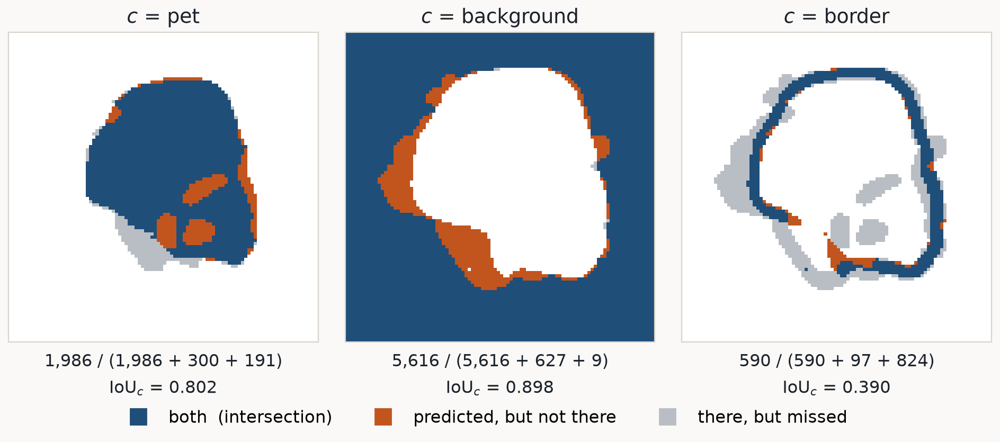 c = pet
c = background
c = border
1,986 / (1,986 + 300 + 191)
5,616 / (5,616 + 627 + 9)
590 / (590 + 97 + 824)
IoUc = 0.802
IoUc = 0.898
IoUc = 0.390
both (intersection)
predicted, but not there
there, but missed